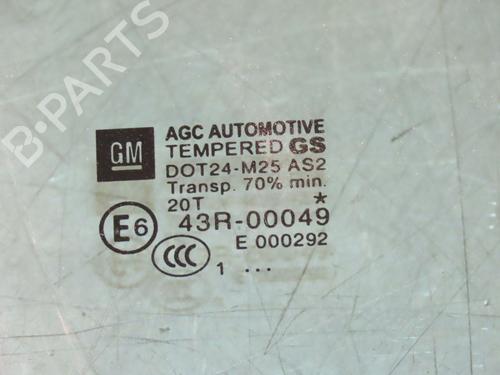 B-PARTS
GM
AGC AUTOMOTIVE
TEMPERED GS
DOT24-M25 AS2
Transp. 70% min.
20T *
E6 43R-00049
E 000292
CCC
1 ...